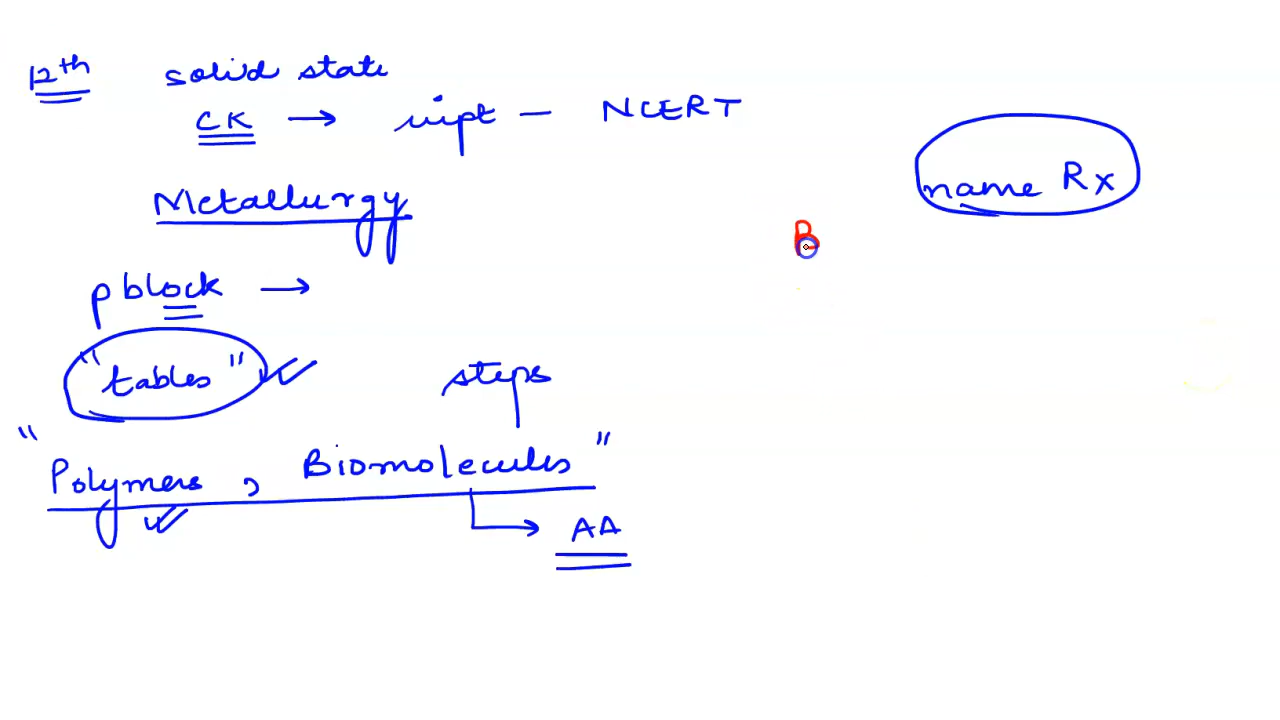 12th solid state
CK → impt – NCERT
name Rx
Metallurgy
B
p block →
"tables"
steps
"Polymers, Biomolecules"
AA